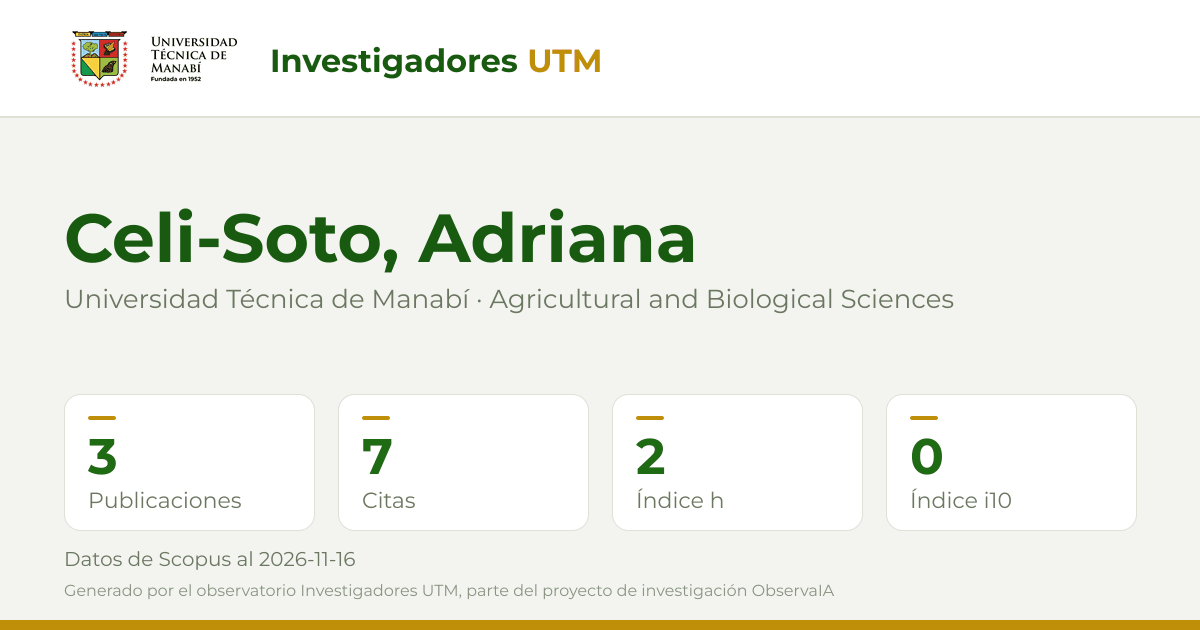 UNIVERSIDAD
TÉCNICA DE
MANABÍ
Fundada en 1952
Investigadores UTM
Celi-Soto, Adriana
Universidad Técnica de Manabí · Agricultural and Biological Sciences
3
Publicaciones
7
Citas
2
Índice h
0
Índice i10
Datos de Scopus al 2026-11-16
Generado por el observatorio Investigadores UTM, parte del proyecto de investigación ObservaIA